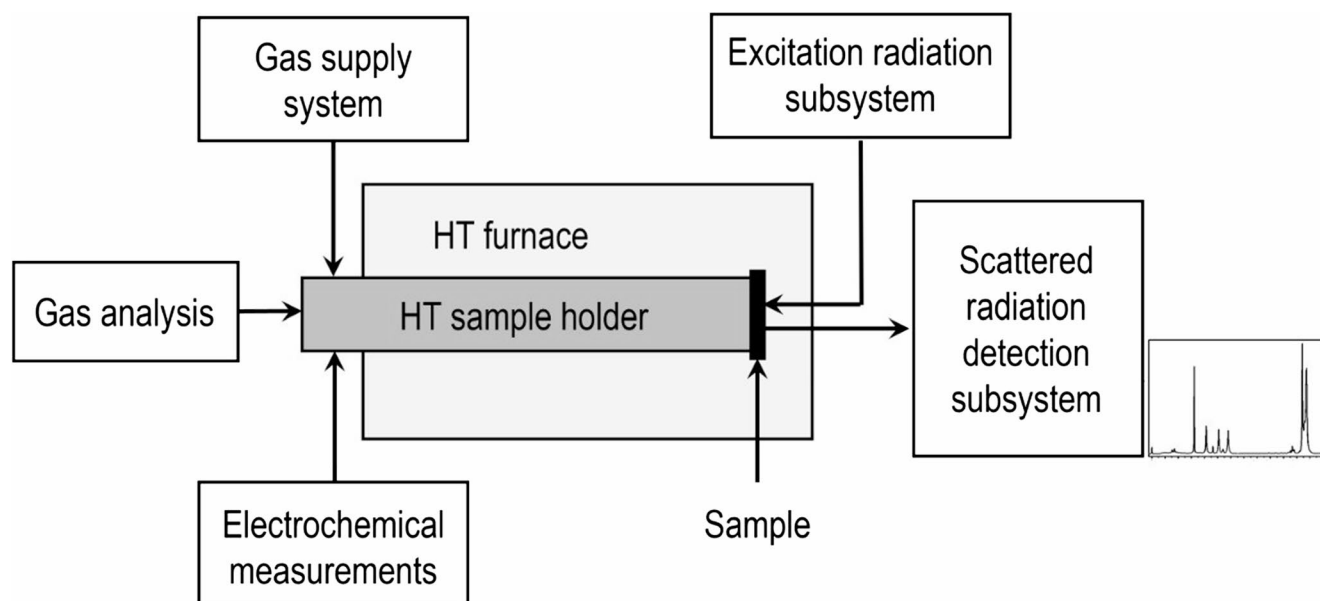 Gas supply
system
Excitation radiation
subsystem
HT furnace
Scattered
radiation
detection
subsystem
Gas analysis
HT sample holder
Electrochemical
measurements
Sample